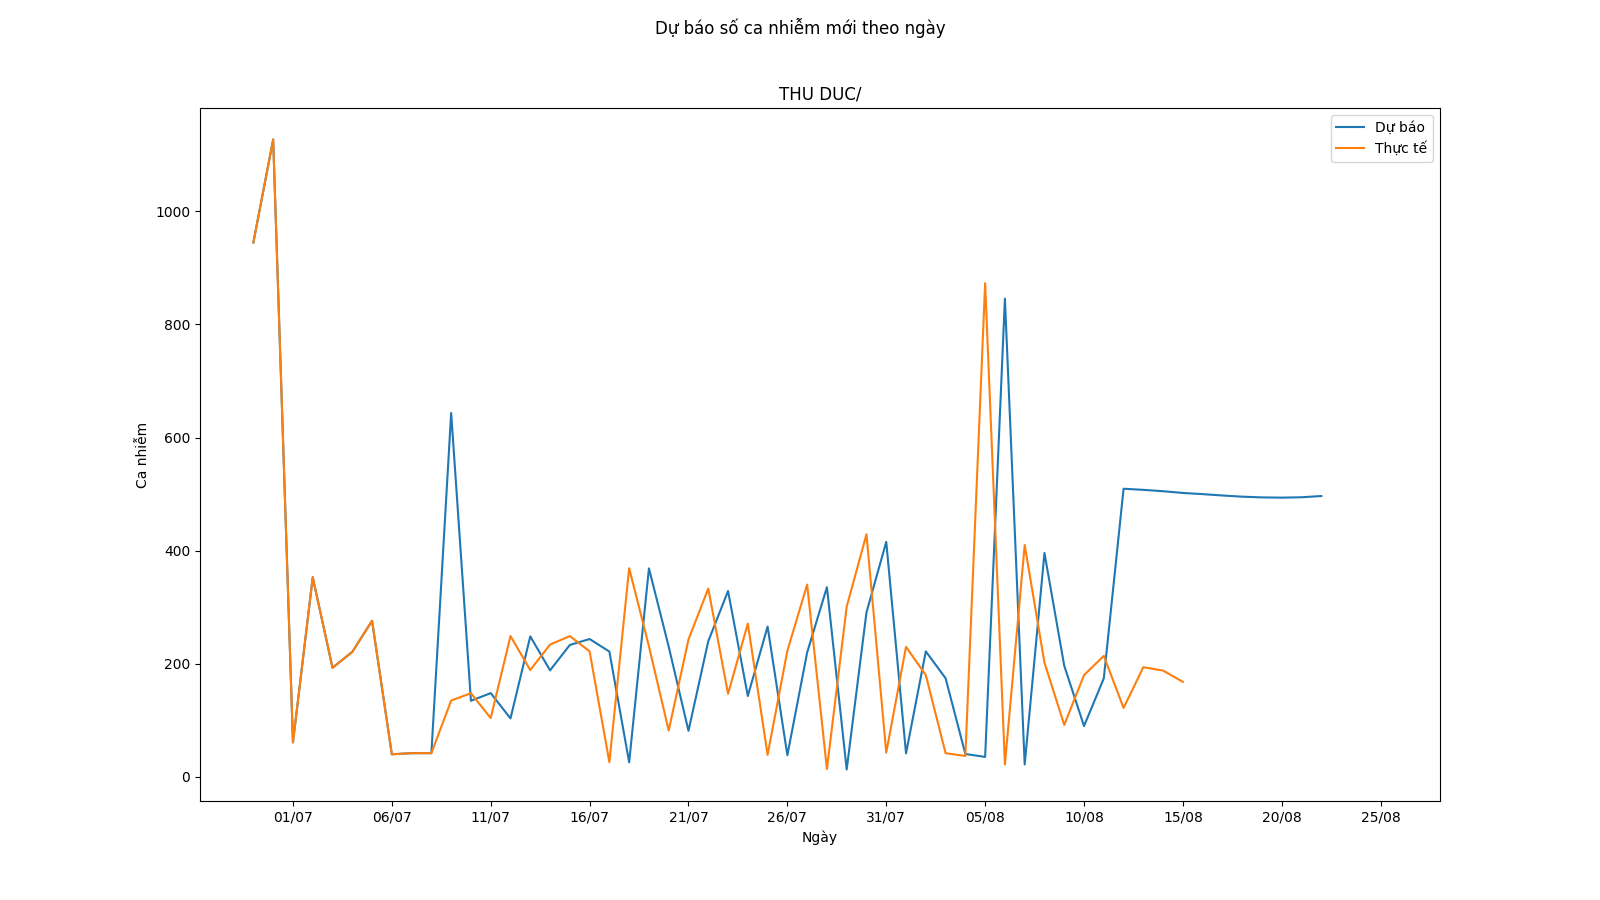 Dự báo số ca nhiễm mới theo ngày
THU DUC/
Dự báo
Thực tế
1000
800
600
400
200
0
Ca nhiễm
01/07 06/07 11/07 16/07 21/07 26/07 31/07 05/08 10/08 15/08 20/08 25/08
Ngày